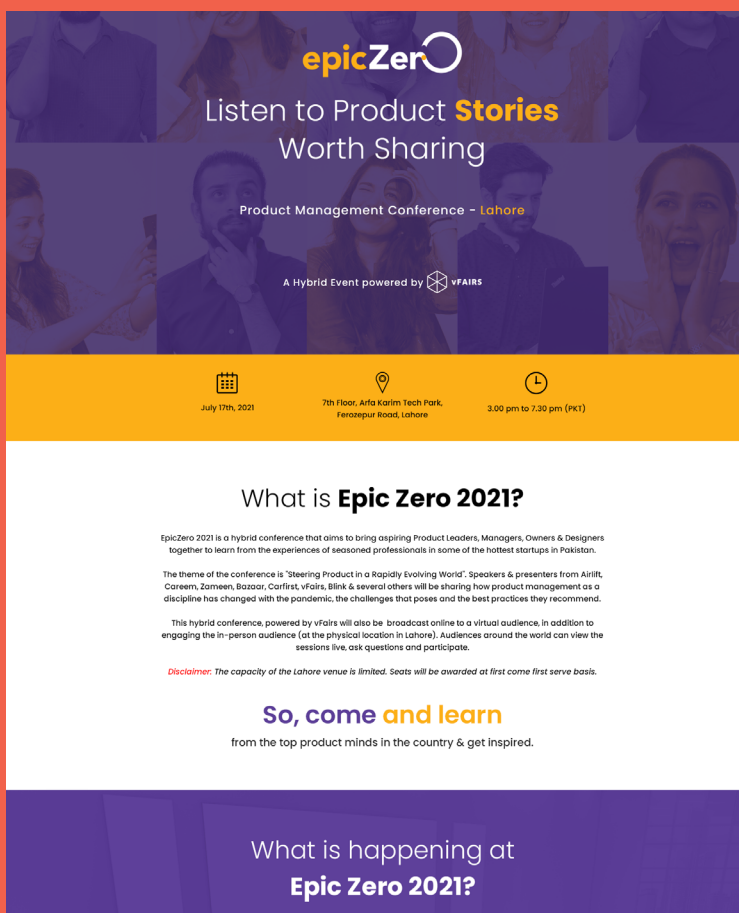 epicZerO
Listen to Product Stories
Worth Sharing
Product Management Conference - Lahore
A Hybrid Event powered by vFAIRS
July 17th, 2021
7th Floor, Arfa Karim Tech Park,
Ferozepur Road, Lahore
3.00 pm to 7.30 pm (PKT)
What is Epic Zero 2021?
EpicZero 2021 is a hybrid conference that aims to bring aspiring Product Leaders, Managers, Owners & Designers
together to learn from the experiences of seasoned professionals in some of the hottest startups in Pakistan.
The theme of the conference is "Steering Product in a Rapidly Evolving World". Speakers & presenters from Airlift,
Careem, Zameen, Bazaar, Carfirst, vFairs, Blink & several others will be sharing how product management as a
discipline has changed with the pandemic, the challenges that poses and the best practices they recommend.
This hybrid conference, powered by vFairs will also be broadcast online to a virtual audience, in addition to
engaging the in-person audience (at the physical location in Lahore). Audiences around the world can view the
sessions live, ask questions and participate.
Disclaimer: The capacity of the Lahore venue is limited. Seats will be awarded at first come first serve basis.
So, come and learn
from the top product minds in the country & get inspired.
What is happening at
Epic Zero 2021?